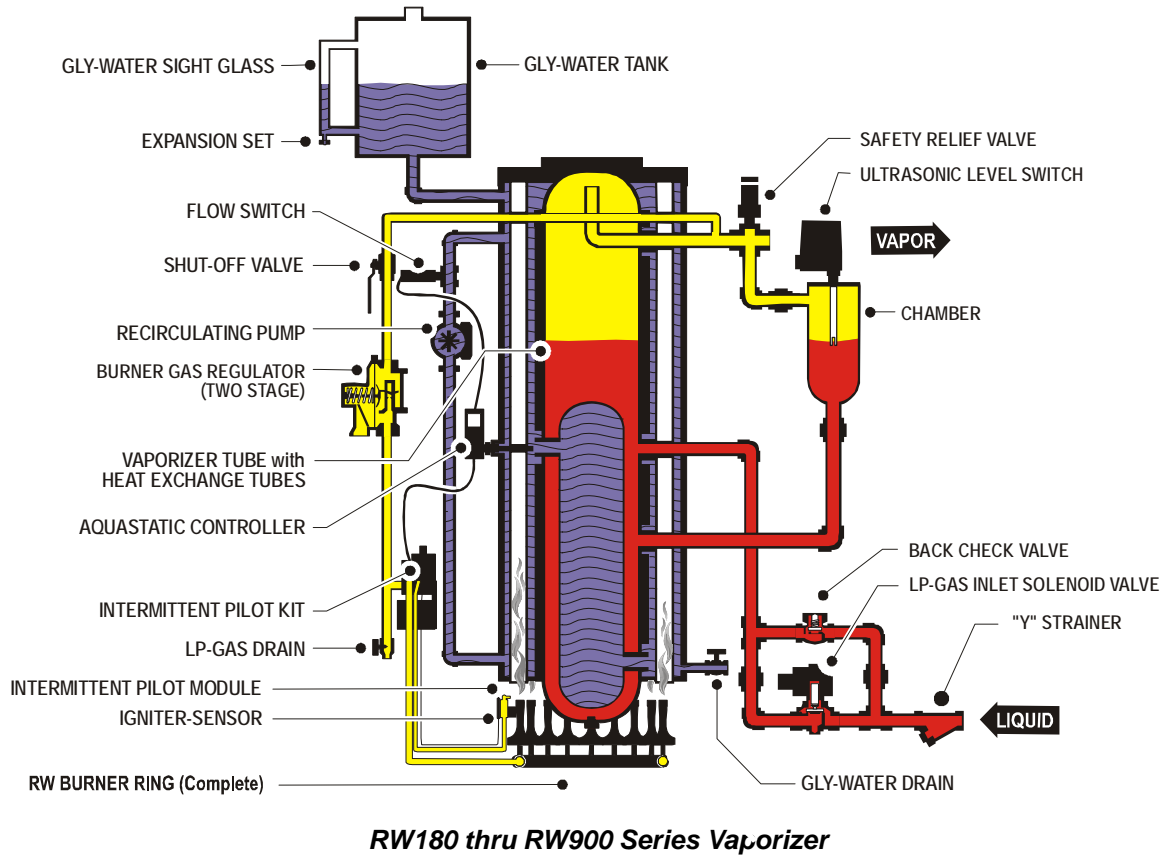 GLY-WATER SIGHT GLASS
GLY-WATER TANK
EXPANSION SET
SAFETY RELIEF VALVE
ULTRASONIC LEVEL SWITCH
FLOW SWITCH
VAPOR
SHUT-OFF VALVE
CHAMBER
RECIRCULATING PUMP
BURNER GAS REGULATOR
(TWO STAGE)
VAPORIZER TUBE with
HEAT EXCHANGE TUBES
AQUASTATIC CONTROLLER
BACK CHECK VALVE
LP-GAS INLET SOLENOID VALVE
INTERMITTENT PILOT KIT
"Y" STRAINER
LP-GAS DRAIN
INTERMITTENT PILOT MODULE
IGNITER-SENSOR
LIQUID
RW BURNER RING (Complete)
GLY-WATER DRAIN
RW180 thru RW900 Series Vaporizer